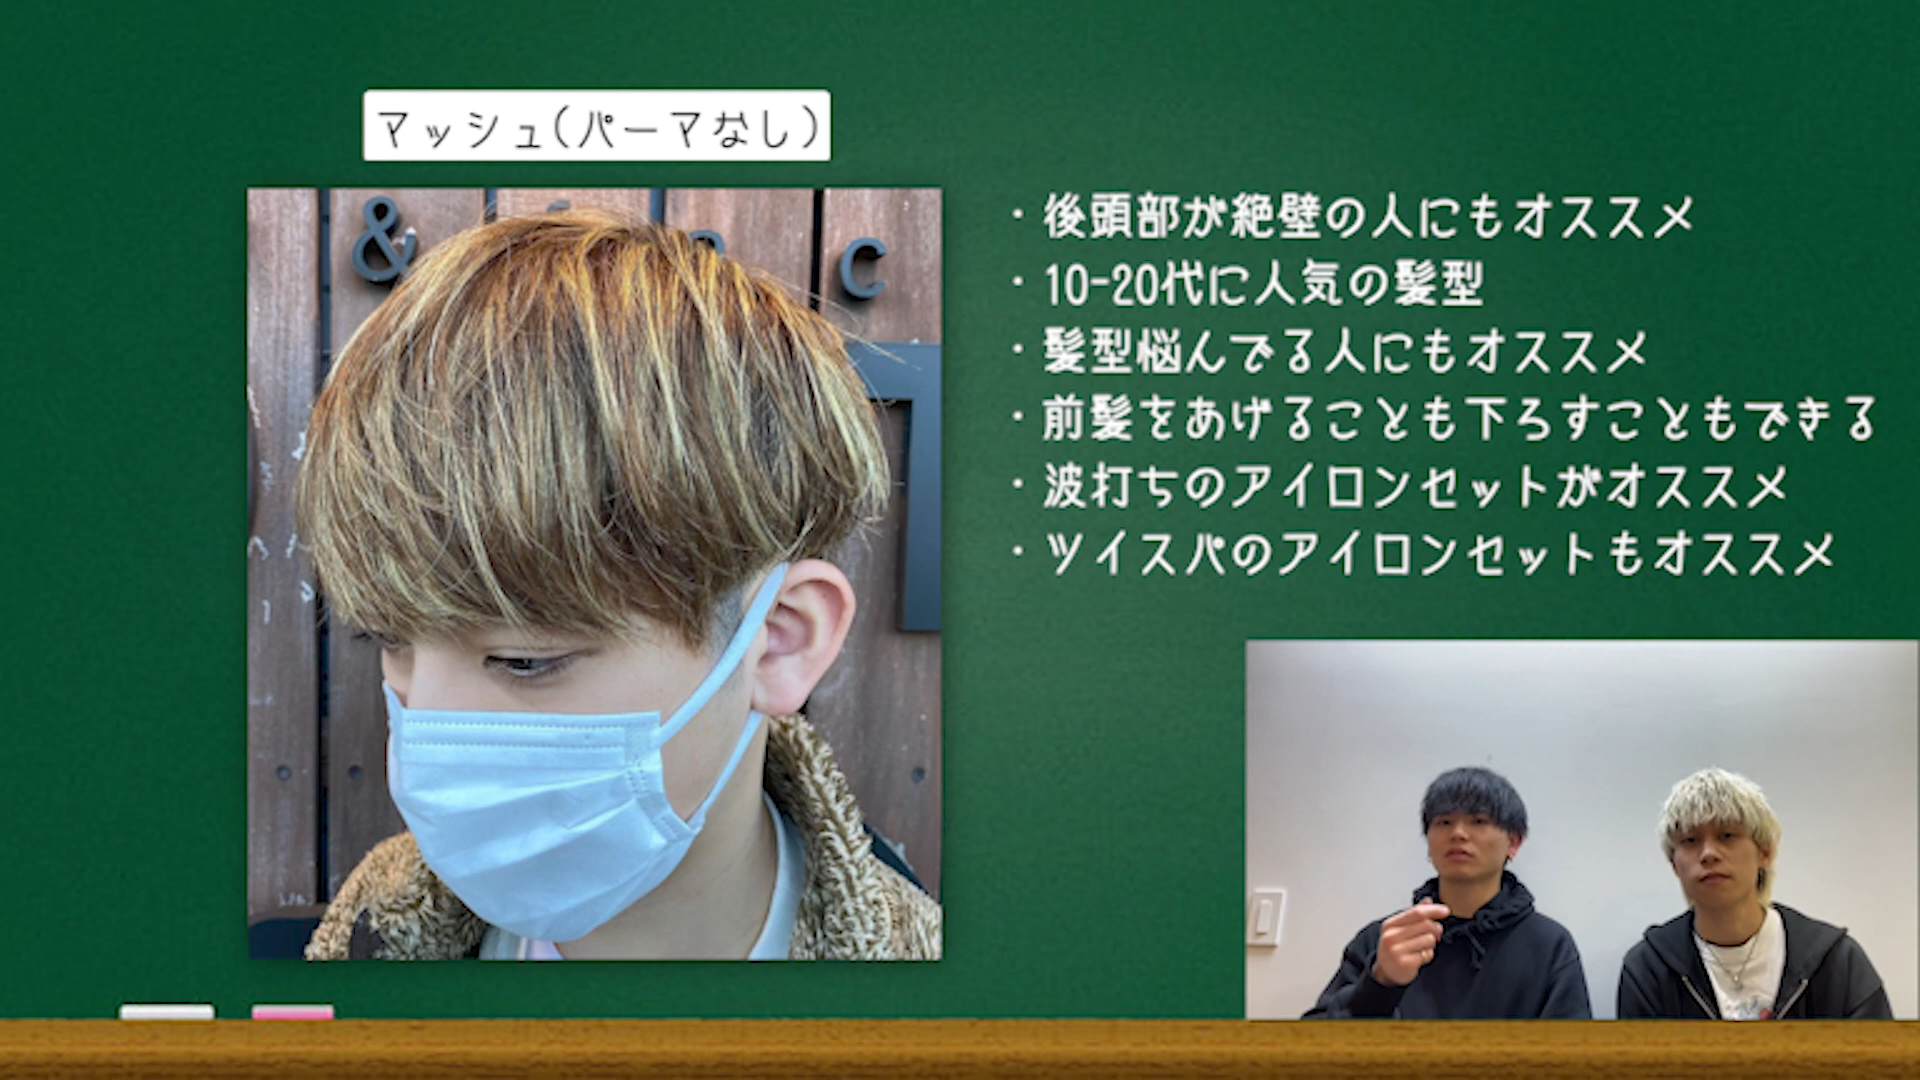 マッシュ(パーマなし)
& c
・後頭部が絶壁の人にもオススメ
・10-20代に人気の髪型
・髪型悩んでる人にもオススメ
・前髪をあげることも下ろすこともできる
・波打ちのアイロンセットがオススメ
・ツイスパのアイロンセットもオススメ